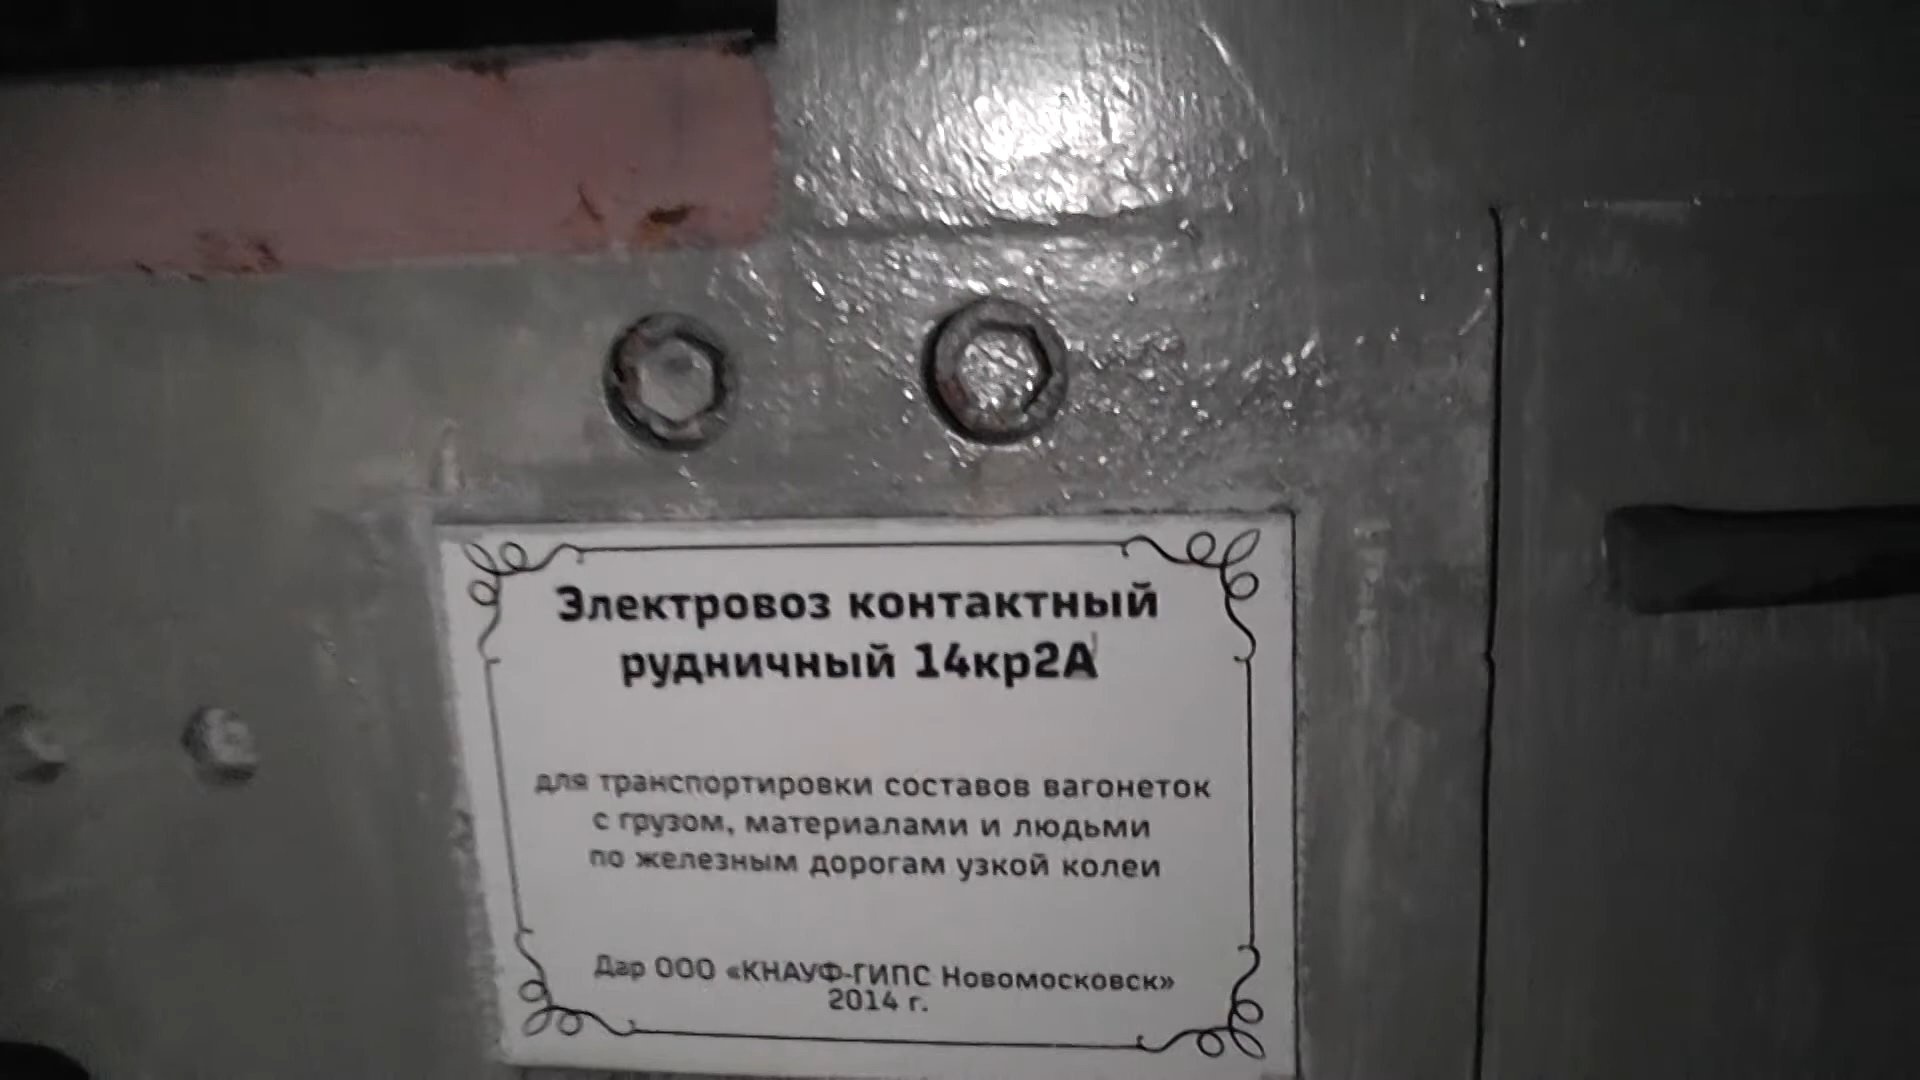 Электровоз контактный
рудничный 14кр2А
для транспортировки составов вагонеток
с грузом, материалами и людьми
по железным дорогам узкой колеи
Дар ООО «КНАУФ-ГИПС Новомосковск»
2014 г.